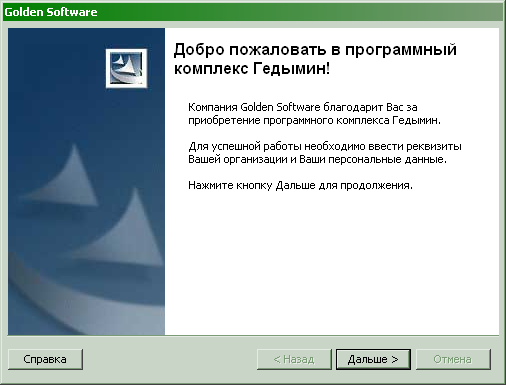 Golden Software
Добро пожаловать в программный
комплекс Гедымин!
Компания Golden Software благодарит Вас за
приобретение программного комплекса Гедымин.
Для успешной работы необходимо ввести реквизиты
Вашей организации и Ваши персональные данные.
Нажмите кнопку Дальше для продолжения.
Справка
< Назад
Дальше >
Отмена